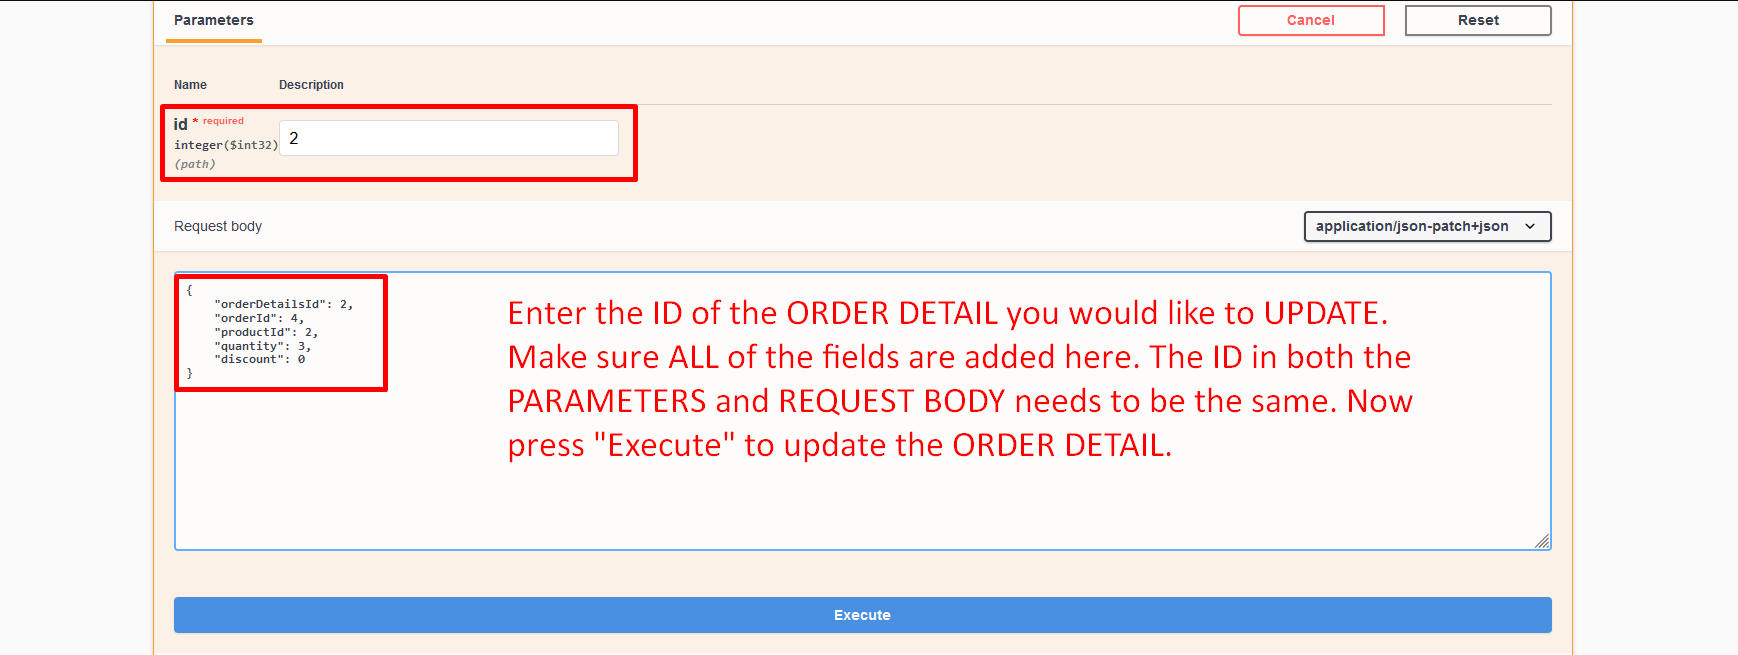 Parameters
Cancel
Reset
Name Description
id * required
integer($int32)
(path)
2
Request body
application/json-patch+json
{
"orderDetailsId": 2,
"orderId": 4,
"productId": 2,
"quantity": 3,
"discount": 0
}
Enter the ID of the ORDER DETAIL you would like to UPDATE.
Make sure ALL of the fields are added here. The ID in both the
PARAMETERS and REQUEST BODY needs to be the same. Now
press "Execute" to update the ORDER DETAIL.
Execute